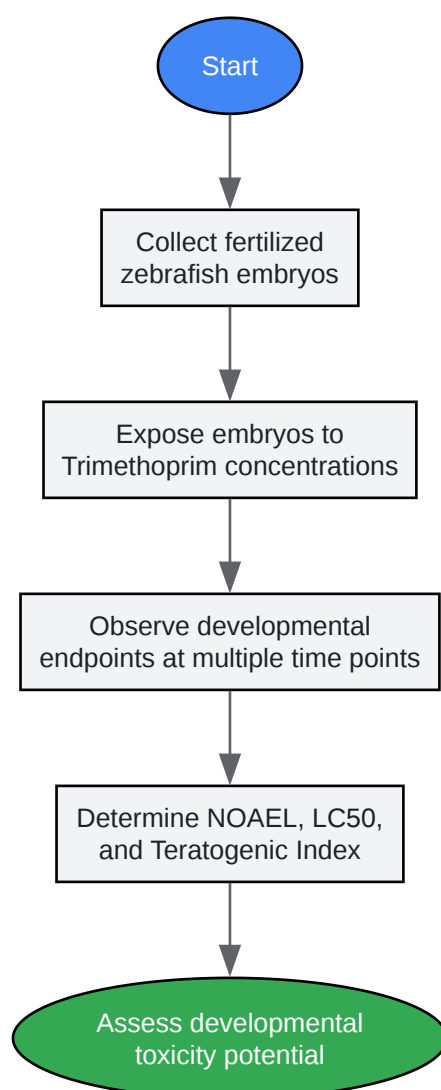 Start
Collect fertilized
zebrafish embryos
Expose embryos to
Trimethoprim concentrations
Observe developmental
endpoints at multiple time points
Determine NOAEL, LC50,
and Teratogenic Index
Assess developmental
toxicity potential